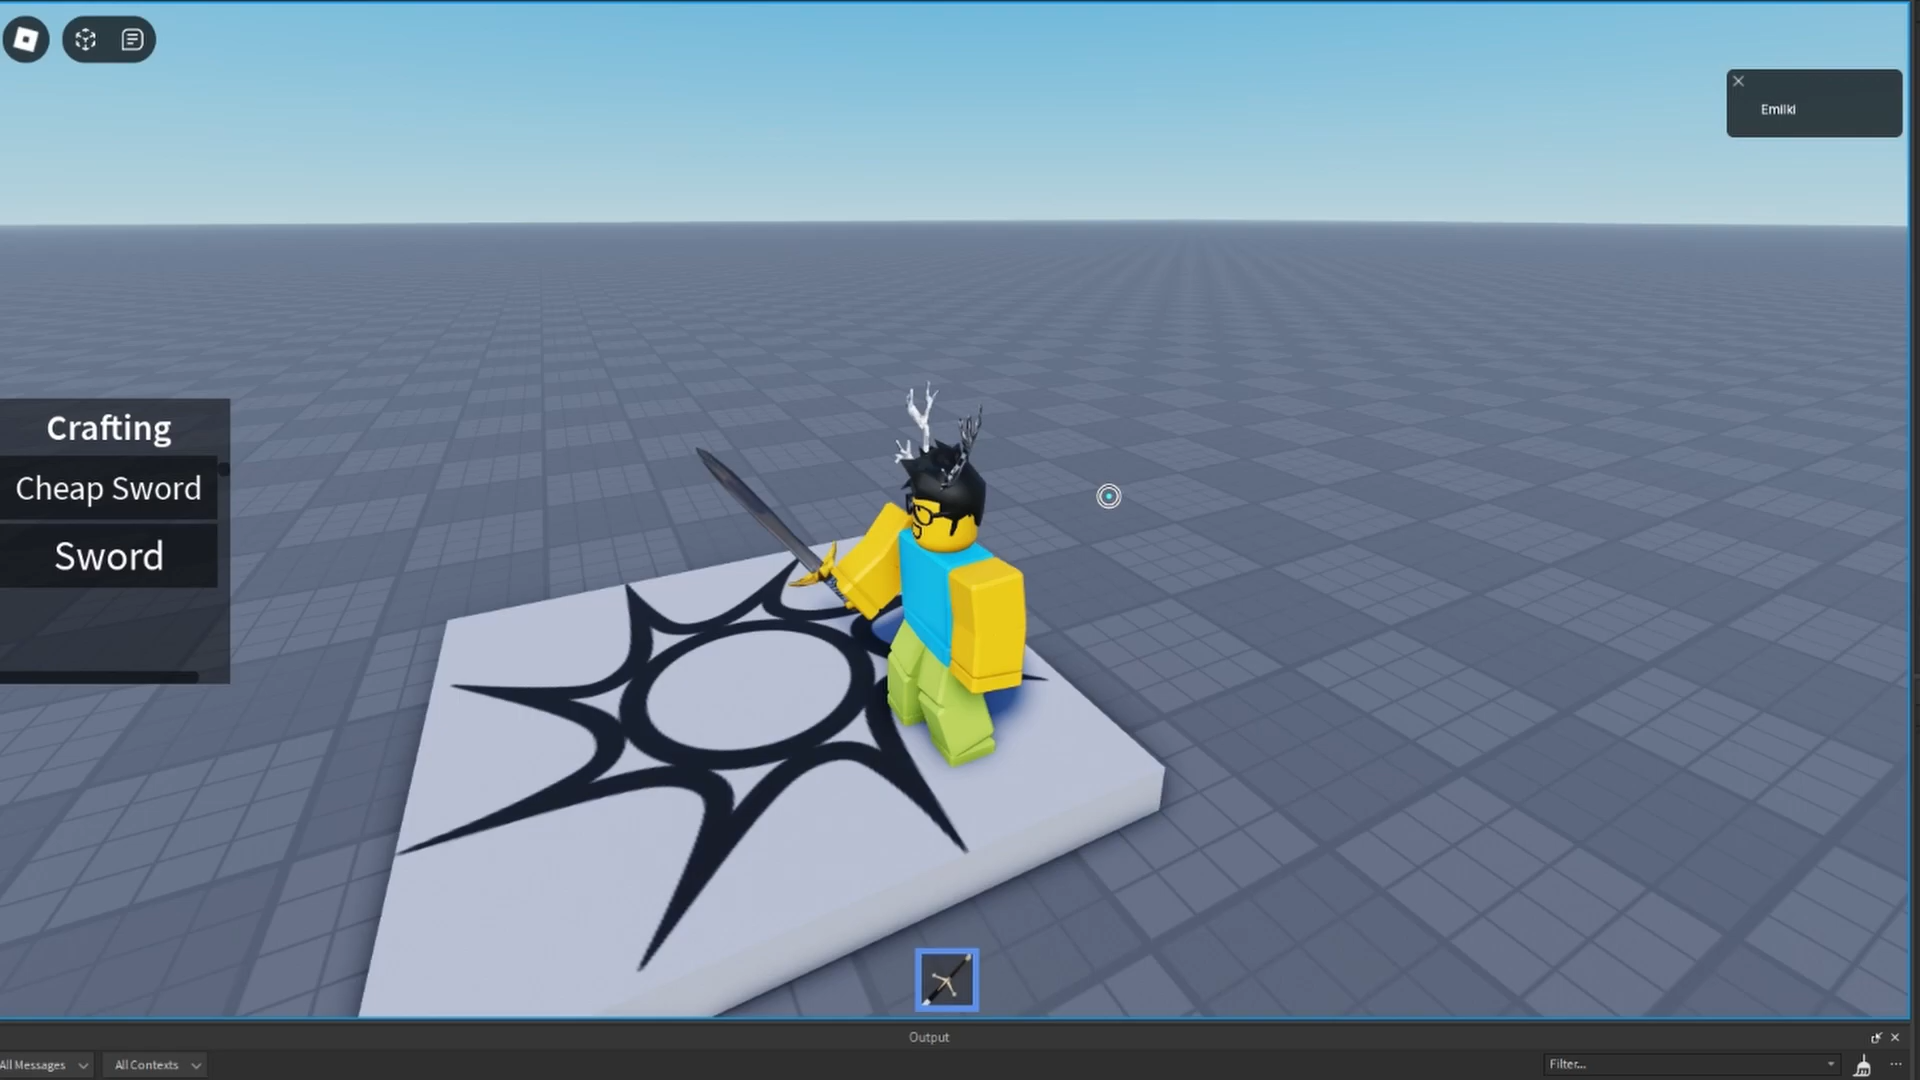 Emilki
Crafting
Cheap Sword
Sword
Output
All Messages
All Contexts
Filter...